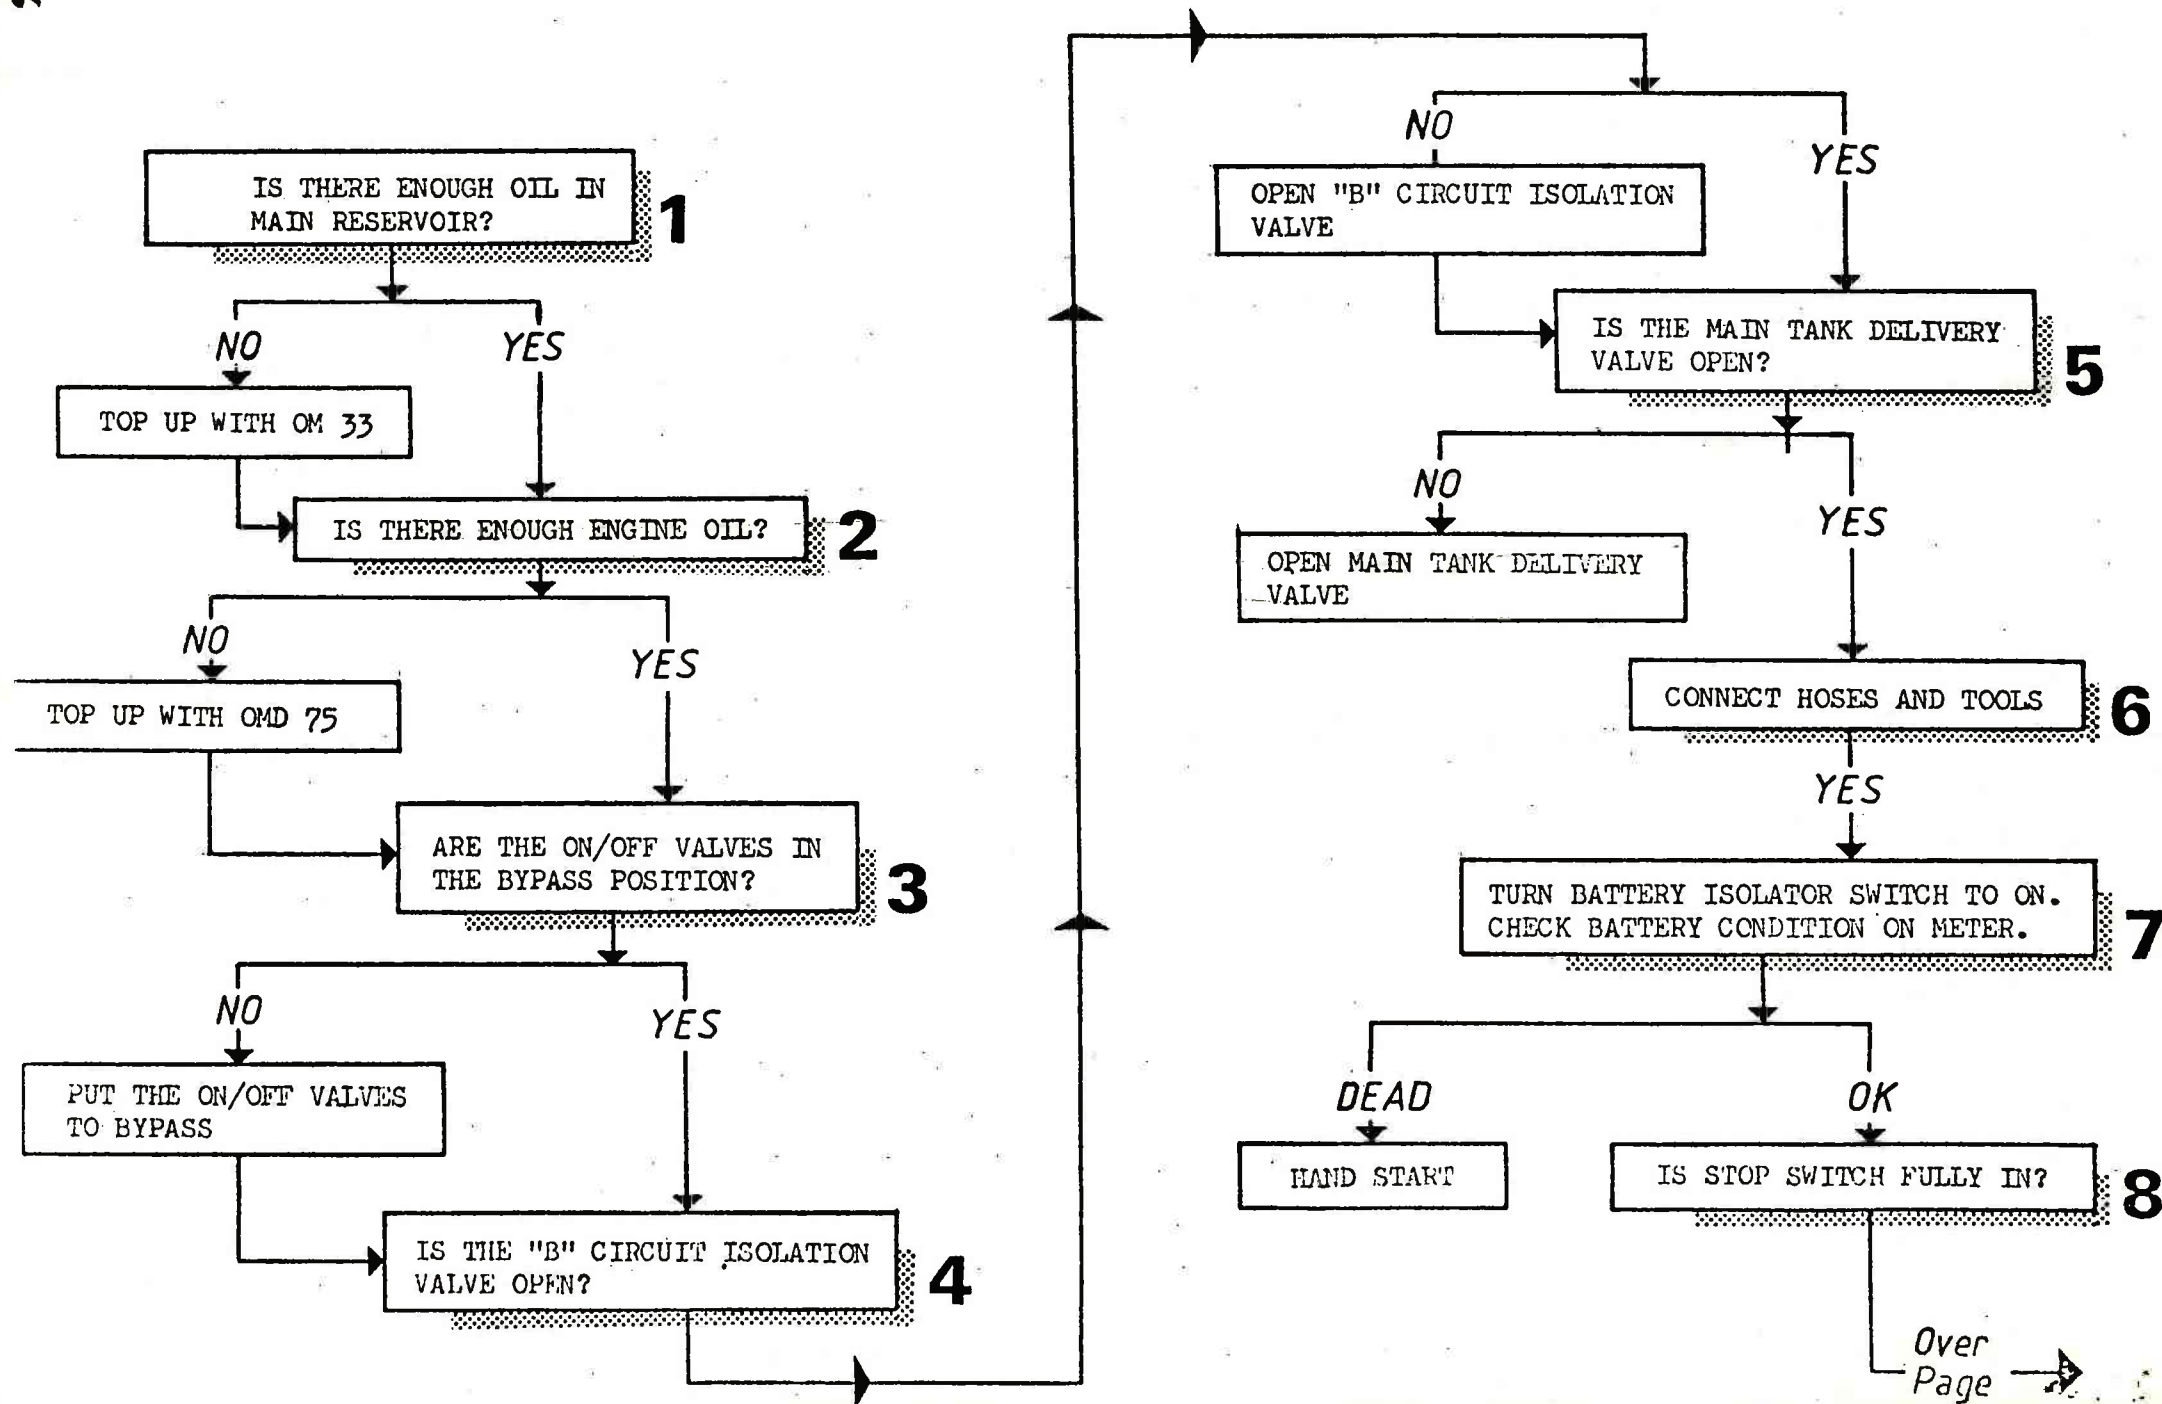 IS THERE ENOUGH OIL IN
MAIN RESERVOIR?
1
NO
YES
TOP UP WITH OM 33
IS THERE ENOUGH ENGINE OIL?
2
NO
YES
TOP UP WITH OMD 75
ARE THE ON/OFF VALVES IN
THE BYPASS POSITION?
3
NO
YES
PUT THE ON/OFF VALVES
TO BYPASS
IS THE "B" CIRCUIT ISOLATION
VALVE OPEN?
4
NO
YES
OPEN "B" CIRCUIT ISOLATION
VALVE
IS THE MAIN TANK DELIVERY
VALVE OPEN?
5
NO
YES
OPEN MAIN TANK DELIVERY
VALVE
CONNECT HOSES AND TOOLS
6
YES
TURN BATTERY ISOLATOR SWITCH TO ON.
CHECK BATTERY CONDITION ON METER.
7
DEAD
OK
HAND START
IS STOP SWITCH FULLY IN?
8
Over
Page